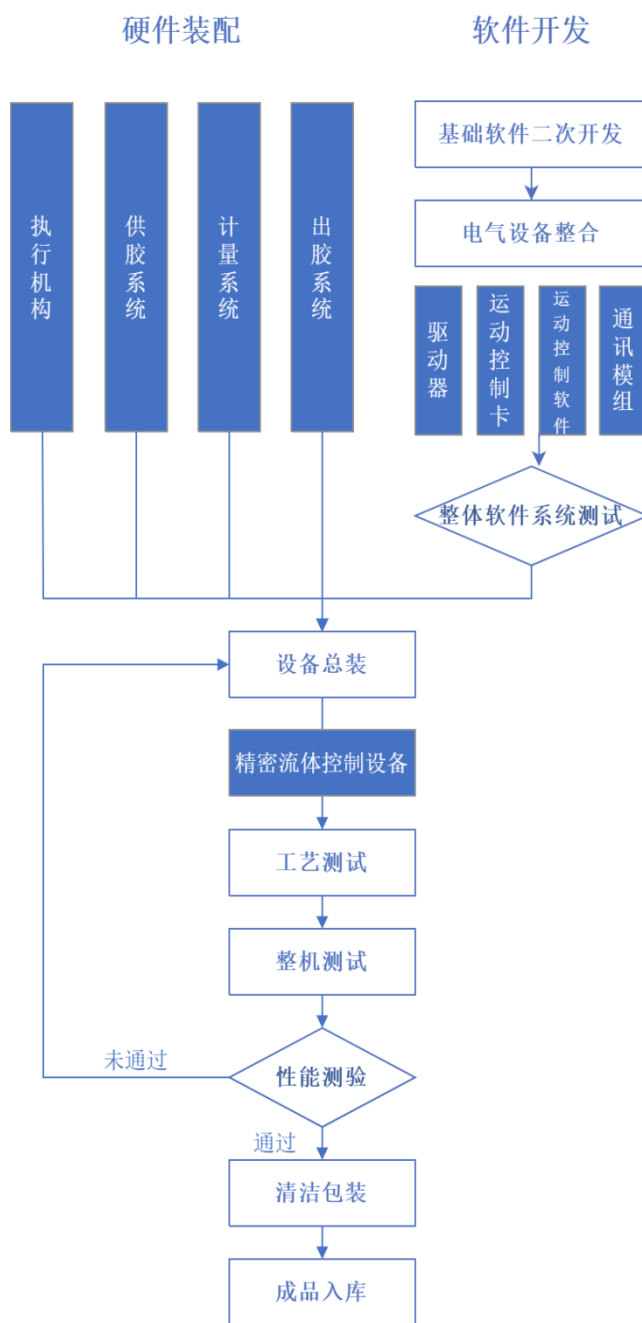 硬件装配
软件开发
执行机构
供胶系统
计量系统
出胶系统
基础软件二次开发
电气设备整合
驱动器
运动控制卡
运动控制软件
通讯模组
整体软件系统测试
设备总装
精密流体控制设备
工艺测试
整机测试
未通过
性能测验
通过
清洁包装
成品入库